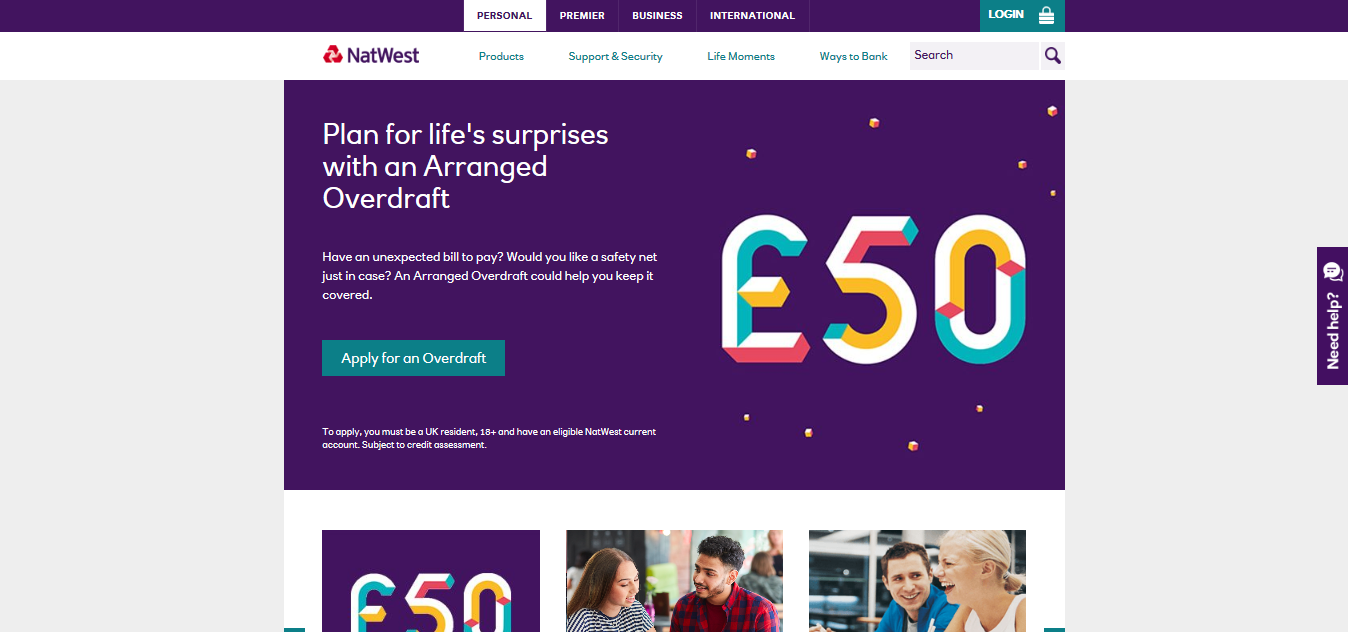 PERSONAL PREMIER BUSINESS INTERNATIONAL LOGIN
NatWest Products Support & Security Life Moments Ways to Bank Search
Plan for life's surprises
with an Arranged
Overdraft
£50
Have an unexpected bill to pay? Would you like a safety net
just in case? An Arranged Overdraft could help you keep it
covered.
Need help?
Apply for an Overdraft
To apply, you must be a UK resident, 18+ and have an eligible NatWest current
account. Subject to credit assessment.
£50